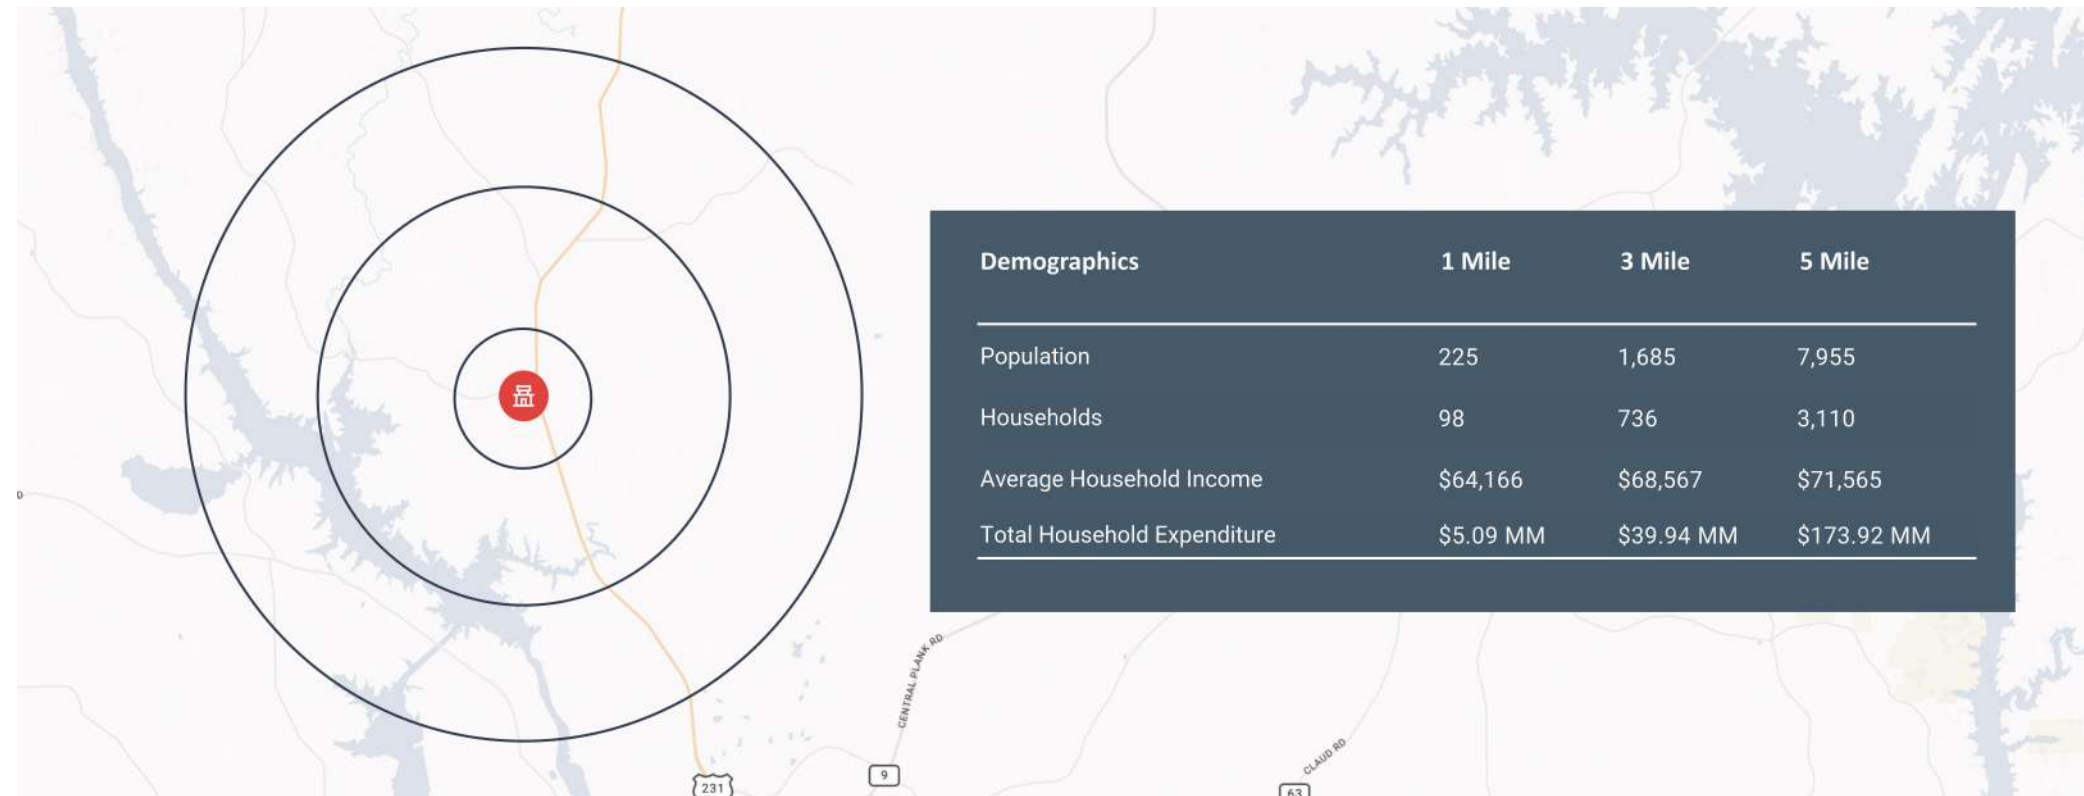 Demographics 1 Mile 3 Mile 5 Mile
Population 225 1,685 7,955
Households 98 736 3,110
Average Household Income $64,166 $68,567 $71,565
Total Household Expenditure $5.09 MM $39.94 MM $173.92 MM
CENTRAL PLANK RD
CLAUD RD
9
231
63